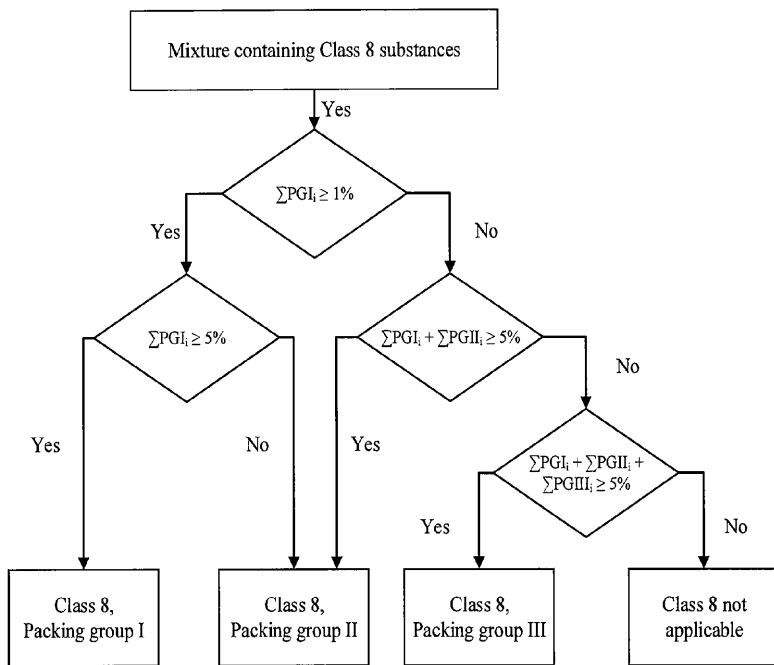 Mixture containing Class 8 substances
Yes
∑PGIᵢ ≥ 1%
Yes
No
∑PGIᵢ ≥ 5%
∑PGIᵢ + ∑PGIIᵢ ≥ 5%
No
Yes
No
Yes
∑PGIᵢ + ∑PGIIᵢ +
∑PGIIIᵢ ≥ 5%
Yes
No
Class 8,
Packing group I
Class 8,
Packing group II
Class 8,
Packing group III
Class 8 not
applicable